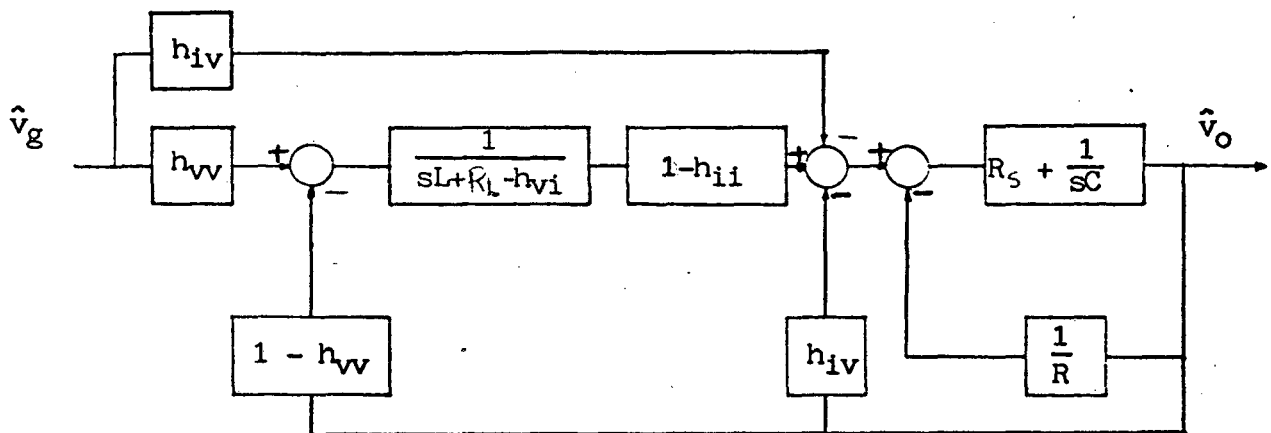 h_iv
v̂_g
h_vv
+
−
1
sL+R_L-h_vi
1-h_ii
+
−
−
+
−
R_s + 1
sC
v̂_o
1 - h_vv
h_iv
1
R